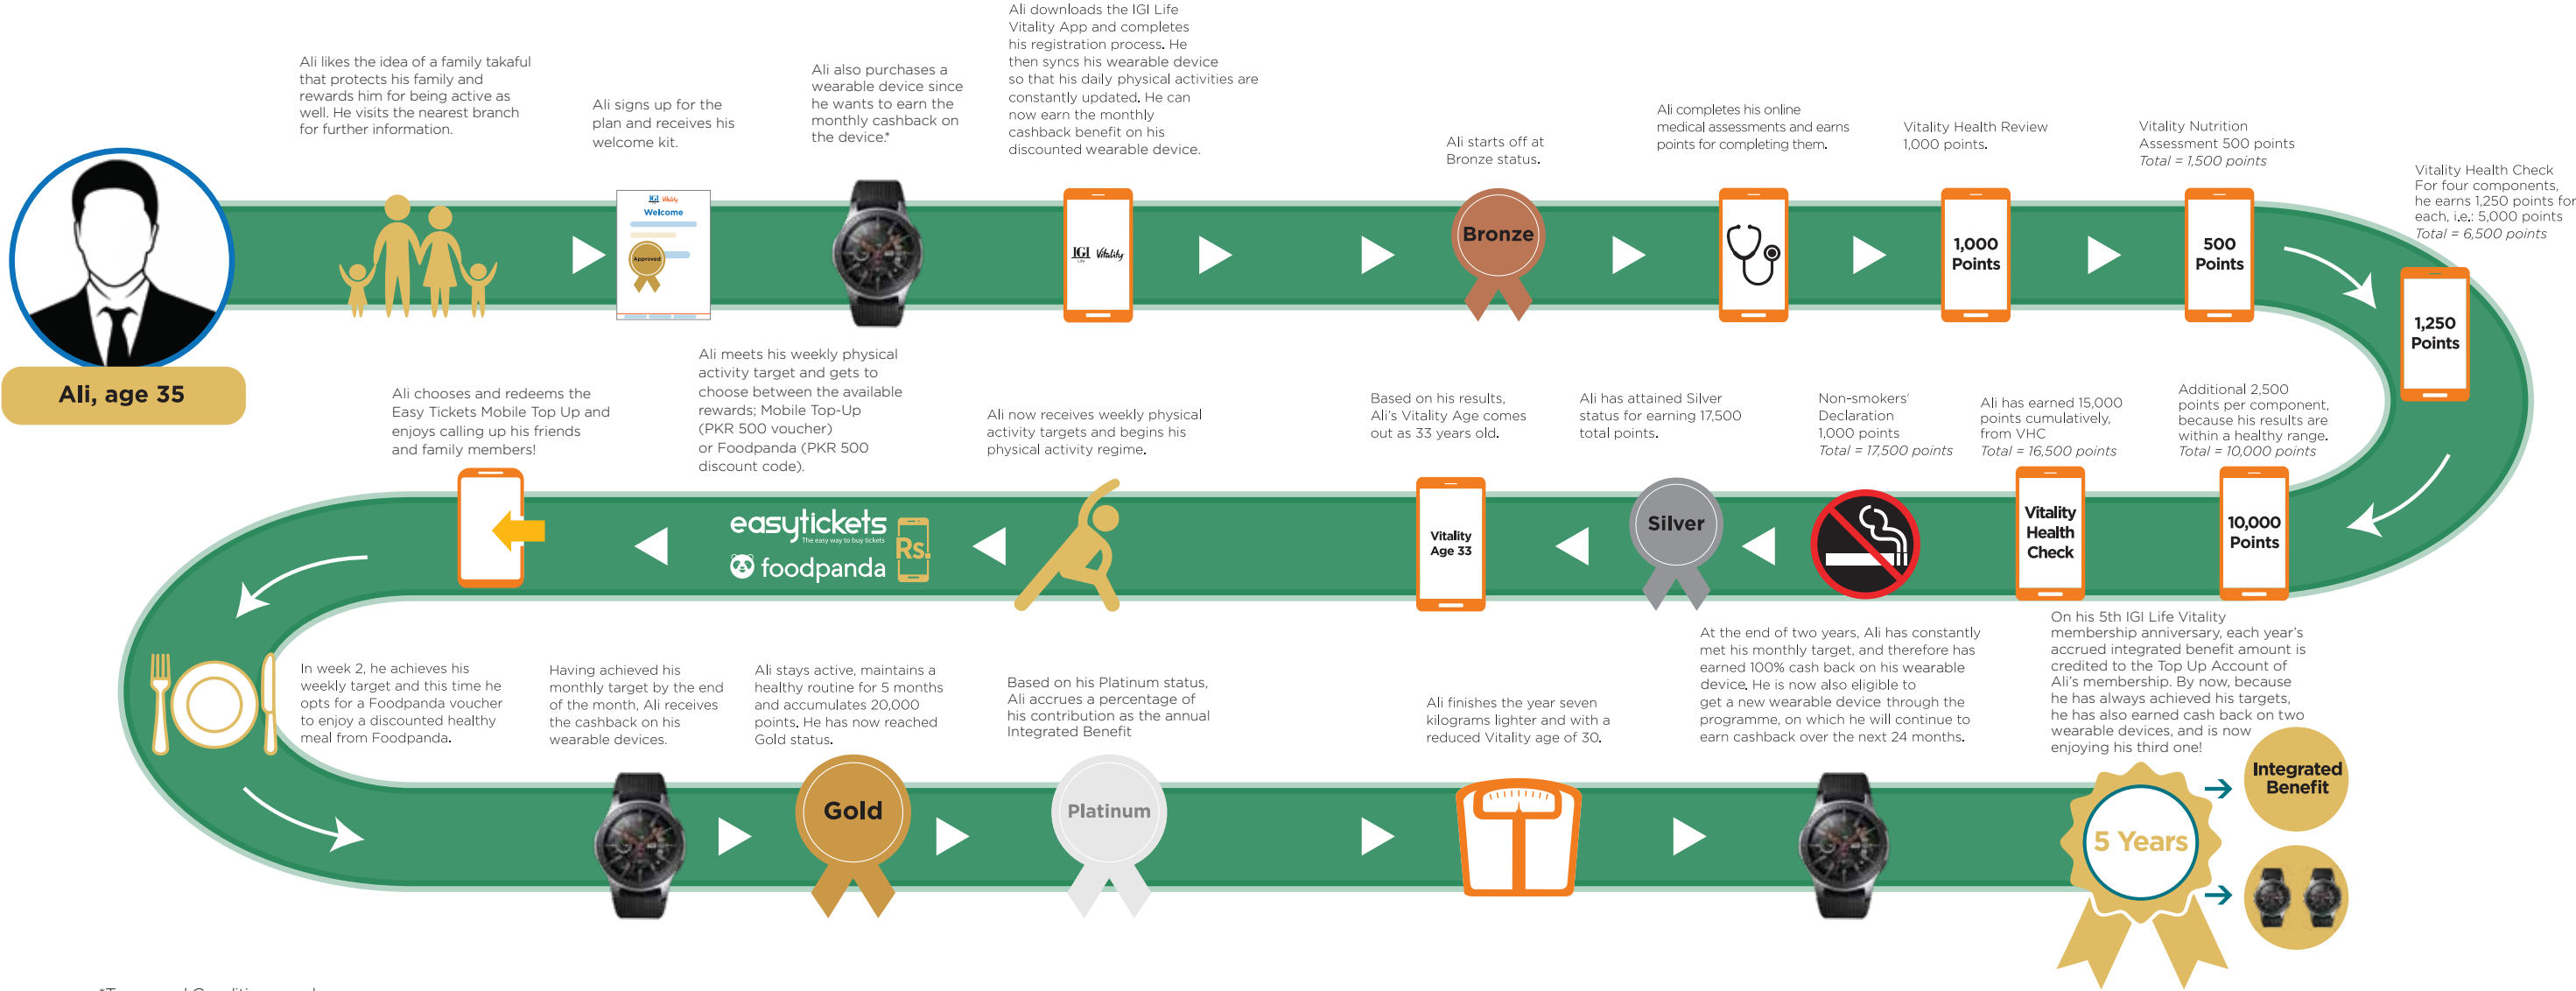 Ali, age 35
Ali likes the idea of a family takaful
that protects his family and
rewards him for being active as
well. He visits the nearest branch
for further information.
Ali signs up for the
plan and receives his
welcome kit.
IGI Vitality
Welcome
Approved
Ali also purchases a
wearable device since
he wants to earn the
monthly cashback on
the device.*
Ali downloads the IGI Life
Vitality App and completes
his registration process. He
then syncs his wearable device
so that his daily physical activities are
constantly updated. He can
now earn the monthly
cashback benefit on his
discounted wearable device.
IGI Vitality
Life
Ali starts off at
Bronze status.
Bronze
Ali completes his online
medical assessments and earns
points for completing them.
Vitality Health Review
1,000 points.
1,000
Points
Vitality Nutrition
Assessment 500 points
Total = 1,500 points
500
Points
Vitality Health Check
For four components,
he earns 1,250 points for
each, i.e.: 5,000 points
Total = 6,500 points
1,250
Points
Additional 2,500
points per component,
because his results are
within a healthy range.
Total = 10,000 points
10,000
Points
Ali has earned 15,000
points cumulatively,
from VHC
Total = 16,500 points
Vitality
Health
Check
Non-smokers'
Declaration
1,000 points
Total = 17,500 points
Ali has attained Silver
status for earning 17,500
total points.
Silver
Based on his results,
Ali's Vitality Age comes
out as 33 years old.
Vitality
Age 33
Ali now receives weekly physical
activity targets and begins his
physical activity regime.
Ali meets his weekly physical
activity target and gets to
choose between the available
rewards; Mobile Top-Up
(PKR 500 voucher)
or Foodpanda (PKR 500
discount code).
easytickets
The easy way to buy tickets
foodpanda
Rs.
Ali chooses and redeems the
Easy Tickets Mobile Top Up and
enjoys calling up his friends
and family members!
In week 2, he achieves his
weekly target and this time he
opts for a Foodpanda voucher
to enjoy a discounted healthy
meal from Foodpanda.
Having achieved his
monthly target by the end
of the month, Ali receives
the cashback on his
wearable devices.
Ali stays active, maintains a
healthy routine for 5 months
and accumulates 20,000
points. He has now reached
Gold status.
Gold
Based on his Platinum status,
Ali accrues a percentage of
his contribution as the annual
Integrated Benefit
Platinum
Ali finishes the year seven
kilograms lighter and with a
reduced Vitality age of 30.
At the end of two years, Ali has constantly
met his monthly target, and therefore has
earned 100% cash back on his wearable
device. He is now also eligible to
get a new wearable device through the
programme, on which he will continue to
earn cashback over the next 24 months.
On his 5th IGI Life Vitality
membership anniversary, each year's
accrued integrated benefit amount is
credited to the Top Up Account of
Ali's membership. By now, because
he has always achieved his targets,
he has also earned cash back on two
wearable devices, and is now
enjoying his third one!
5 Years
Integrated
Benefit